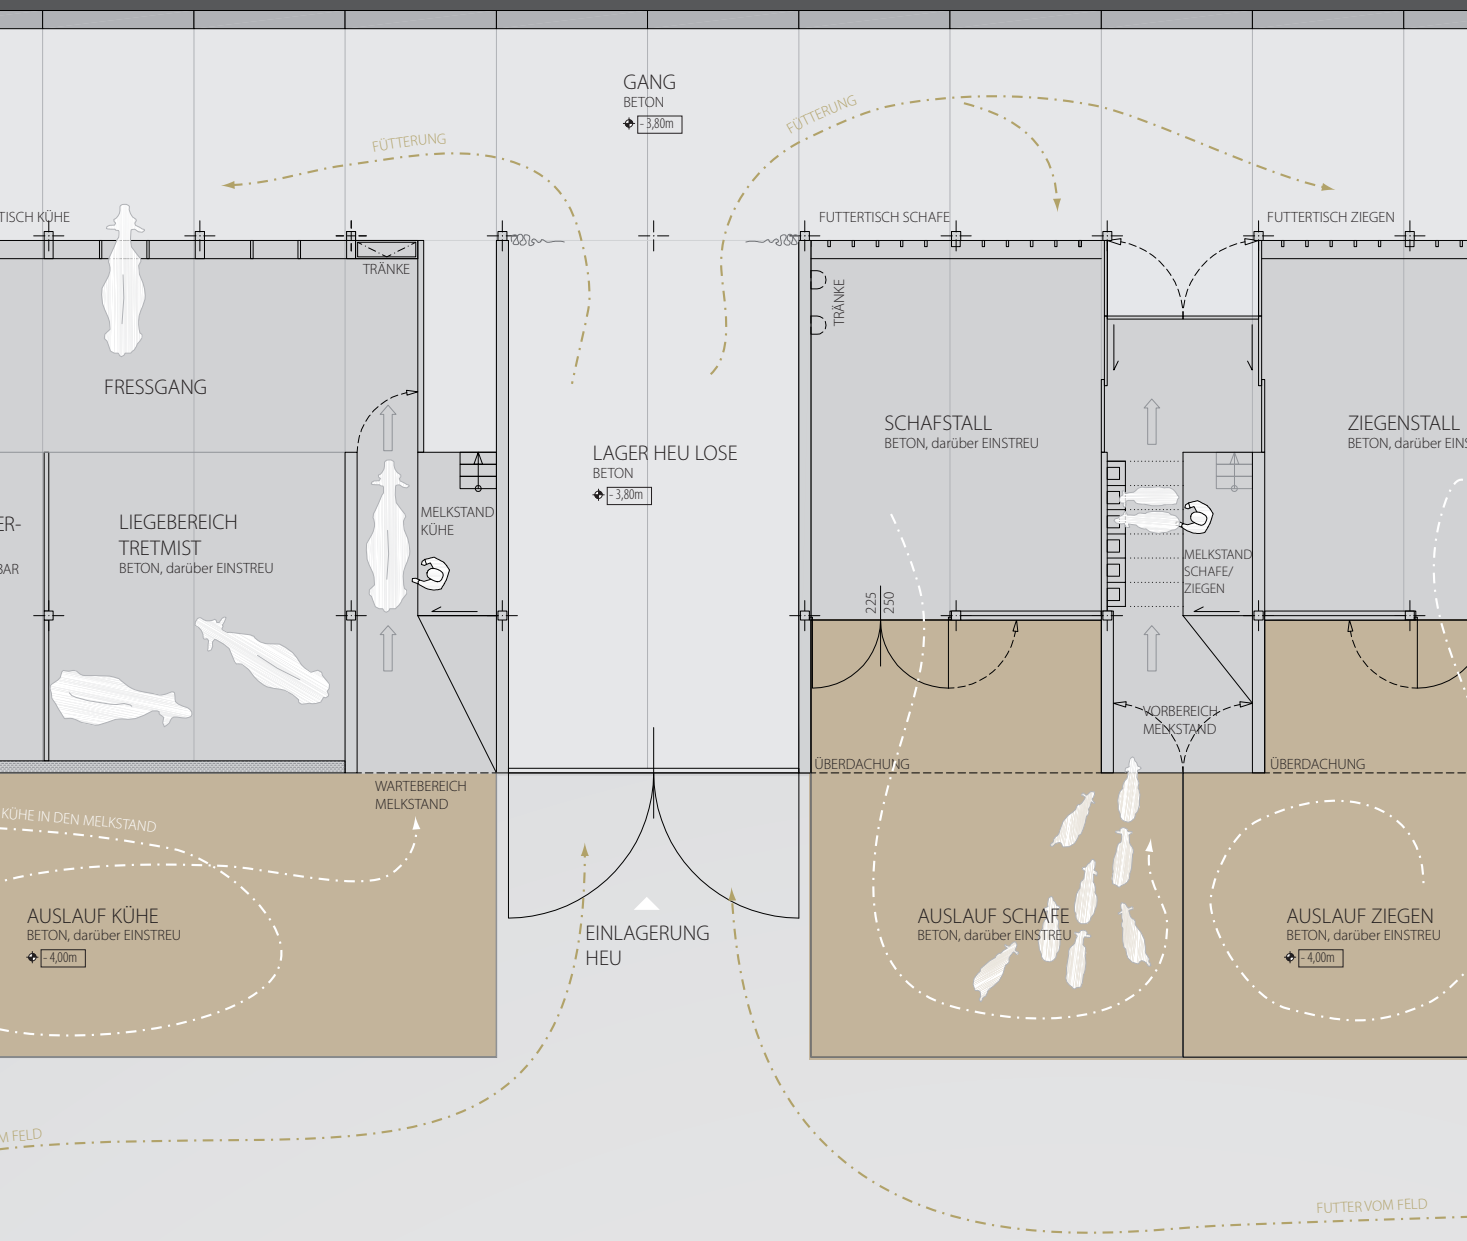 GANG
BETON
- 3,80m
FÜTTERUNG
FÜTTERUNG
TISCH KÜHE
FUTTERTISCH SCHAFE
FUTTERTISCH ZIEGEN
TRÄNKE
TRÄNKE
FRESSGANG
SCHAFSTALL
BETON, darüber EINSTREU
ZIEGENSTALL
BETON, darüber EINS
LAGER HEU LOSE
BETON
- 3,80m
ER-
BAR
LIEGEBEREICH
TRETMIST
BETON, darüber EINSTREU
MELKSTAND
KÜHE
MELKSTAND
SCHAFE/
ZIEGEN
225
250
VORBEREICH
MELKSTAND
ÜBERDACHUNG
ÜBERDACHUNG
WARTEBEREICH
MELKSTAND
KÜHE IN DEN MELKSTAND
AUSLAUF KÜHE
BETON, darüber EINSTREU
- 4,00m
EINLAGERUNG
HEU
AUSLAUF SCHAFE
BETON, darüber EINSTREU
AUSLAUF ZIEGEN
BETON, darüber EINSTREU
- 4,00m
M FELD
FUTTER VOM FELD